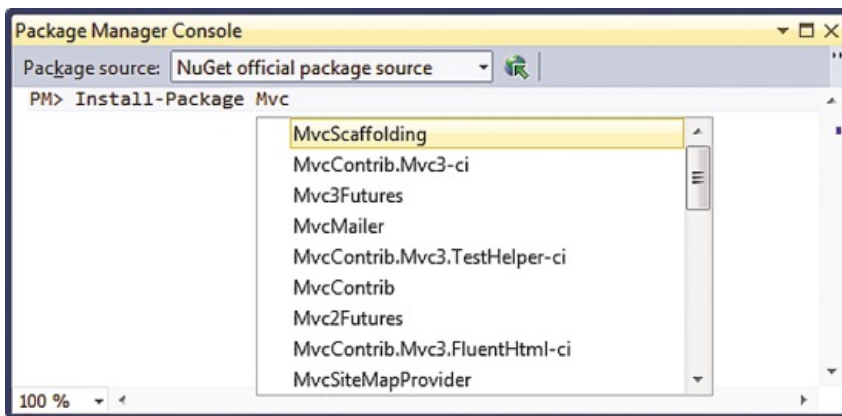 Package Manager Console
Package source: NuGet official package source
PM> Install-Package Mvc
MvcScaffolding
MvcContrib.Mvc3-ci
Mvc3Futures
MvcMailer
MvcContrib.Mvc3.TestHelper-ci
MvcContrib
Mvc2Futures
MvcContrib.Mvc3.FluentHtml-ci
MvcSiteMapProvider
100 %